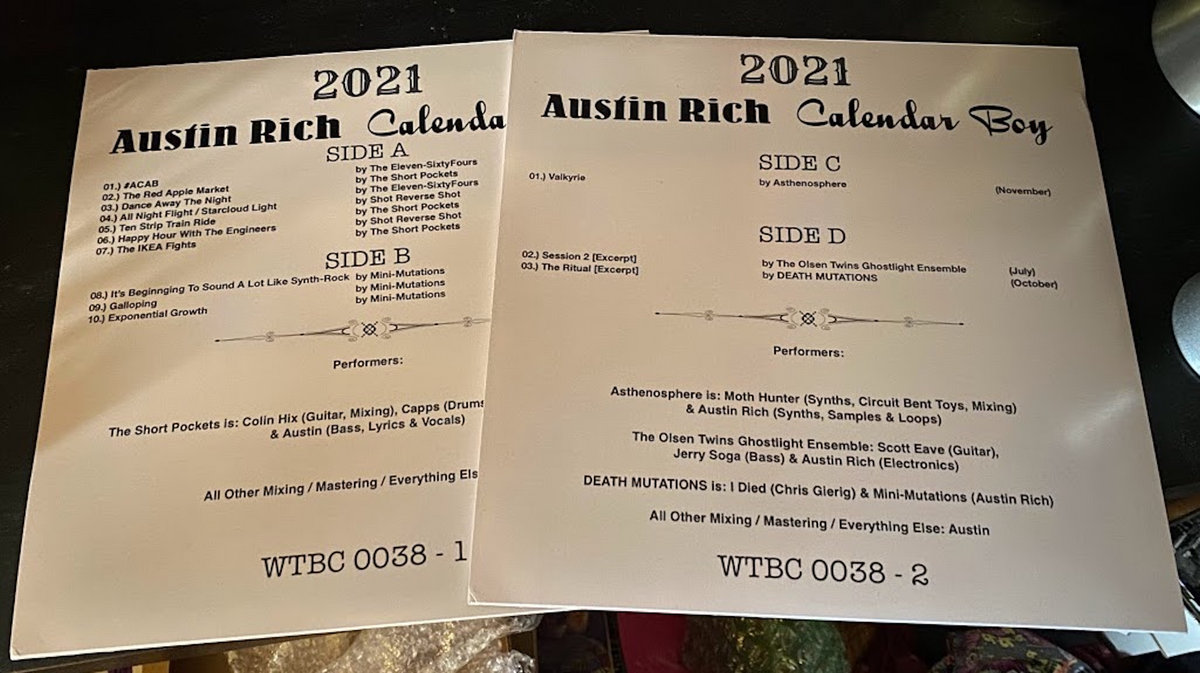 2021
Austin Rich Calenda
SIDE A
01.) #ACAB by The Eleven-SixtyFours
02.) The Red Apple Market by The Short Pockets
03.) Dance Away The Night by The Eleven-SixtyFours
04.) All Night Flight / Starcloud Light by Shot Reverse Shot
05.) Ten Strip Train Ride by The Short Pockets
06.) Happy Hour With The Engineers by Shot Reverse Shot
07.) The IKEA Fights by The Short Pockets
SIDE B
08.) It's Beginnging To Sound A Lot Like Synth-Rock by Mini-Mutations
09.) Galloping by Mini-Mutations
10.) Exponential Growth by Mini-Mutations
Performers:
The Short Pockets is: Colin Hix (Guitar, Mixing), Capps (Drums
& Austin (Bass, Lyrics & Vocals)
All Other Mixing / Mastering / Everything Els
WTBC 0038 - 1
2021
Austin Rich Calendar Boy
SIDE C
01.) Valkyrie by Asthenosphere (November)
SIDE D
02.) Session 2 [Excerpt] by The Olsen Twins Ghostlight Ensemble (July)
03.) The Ritual [Excerpt] by DEATH MUTATIONS (October)
Performers:
Asthenosphere is: Moth Hunter (Synths, Circuit Bent Toys, Mixing)
& Austin Rich (Synths, Samples & Loops)
The Olsen Twins Ghostlight Ensemble: Scott Eave (Guitar),
Jerry Soga (Bass) & Austin Rich (Electronics)
DEATH MUTATIONS is: I Died (Chris Gierig) & Mini-Mutations (Austin Rich)
All Other Mixing / Mastering / Everything Else: Austin
WTBC 0038 - 2